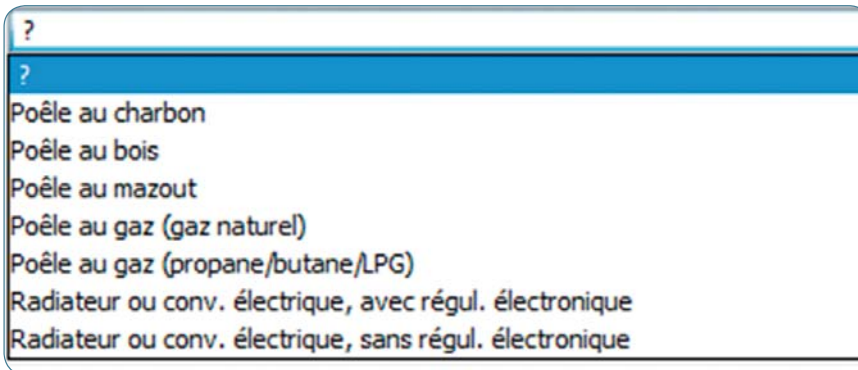 ?
?
Poêle au charbon
Poêle au bois
Poêle au mazout
Poêle au gaz (gaz naturel)
Poêle au gaz (propane/butane/LPG)
Radiateur ou conv. électrique, avec régul. électronique
Radiateur ou conv. électrique, sans régul. électronique